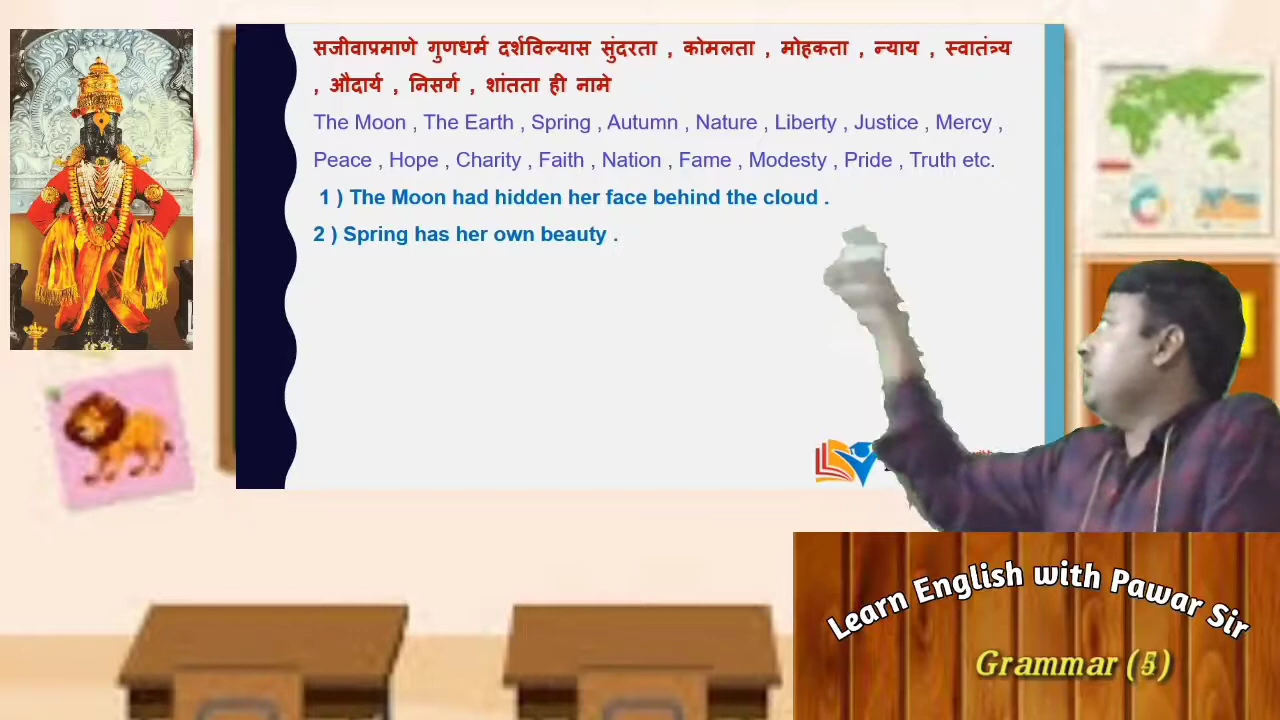 सजीवाप्रमाणे गुणधर्म दर्शविल्यास सुंदरता , कोमलता , मोहकता , न्याय , स्वातंत्र्य
, औदार्य , निसर्ग , शांतता ही नामे
The Moon , The Earth , Spring , Autumn , Nature , Liberty , Justice , Mercy ,
Peace , Hope , Charity , Faith , Nation , Fame , Modesty , Pride , Truth etc.
1 ) The Moon had hidden her face behind the cloud .
2 ) Spring has her own beauty .
Learn English with Pawar Sir
Grammar (5)